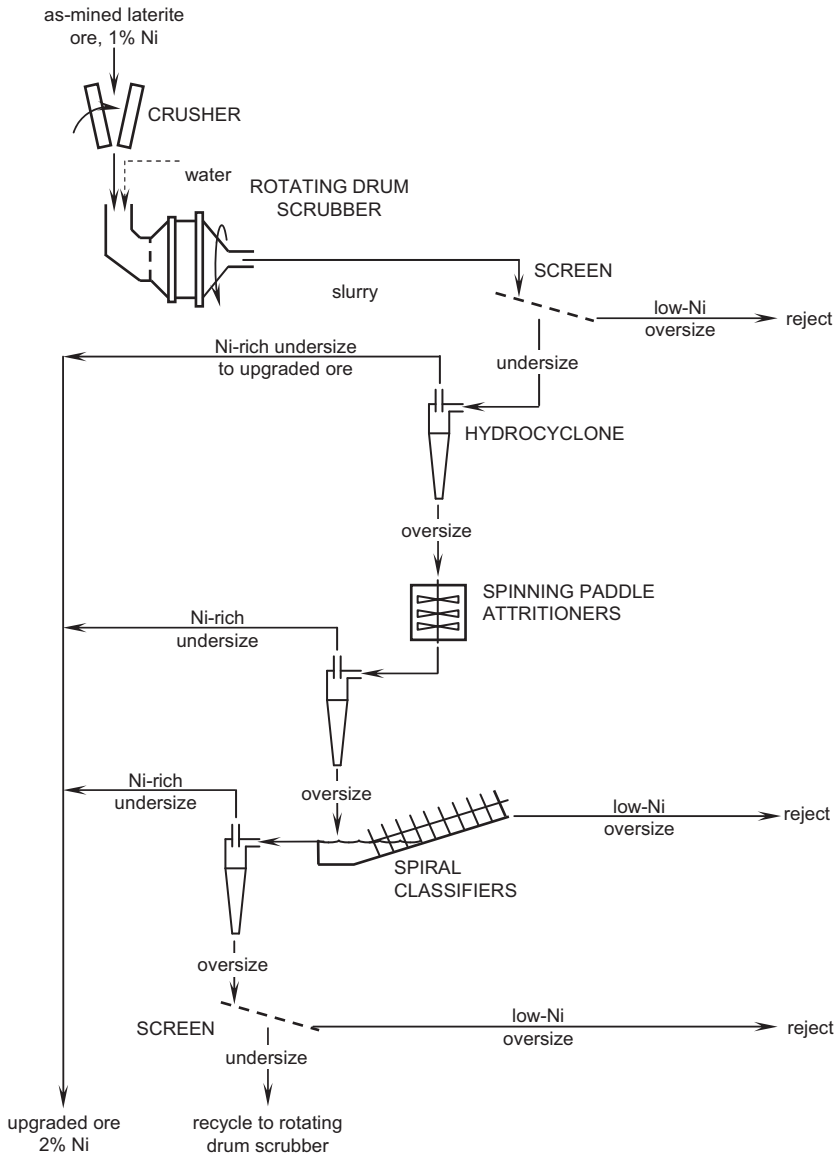 as-mined laterite
ore, 1% Ni
CRUSHER
water
ROTATING DRUM
SCRUBBER
slurry
SCREEN
low-Ni
oversize
reject
Ni-rich undersize
to upgraded ore
undersize
HYDROCYCLONE
oversize
SPINNING PADDLE
ATTRITIONERS
Ni-rich
undersize
Ni-rich
undersize
oversize
low-Ni
oversize
reject
SPIRAL
CLASSIFIERS
oversize
SCREEN
low-Ni
oversize
reject
undersize
upgraded ore
2% Ni
recycle to rotating
drum scrubber